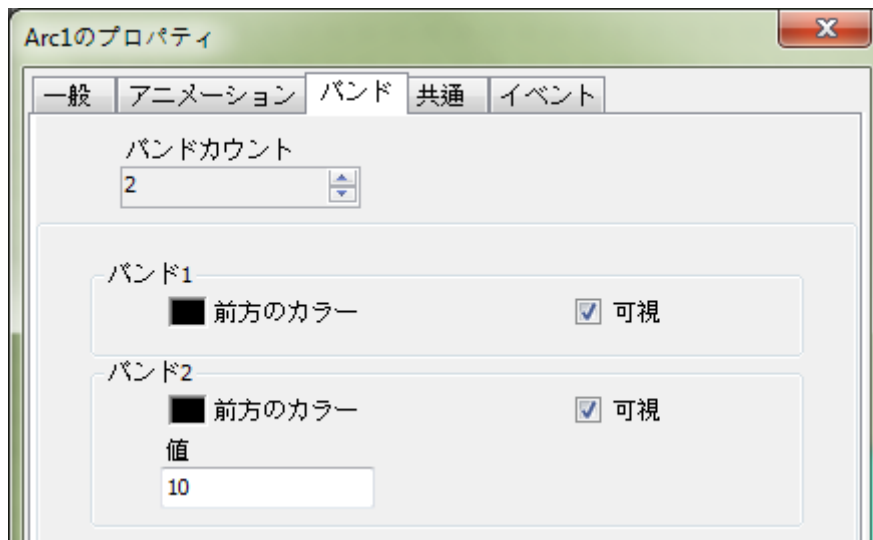 Arc1のプロパティ
一般 アニメーション バンド 共通 イベント
バンドカウント
2
バンド1
前方のカラー 可視
バンド2
前方のカラー 可視
値
10